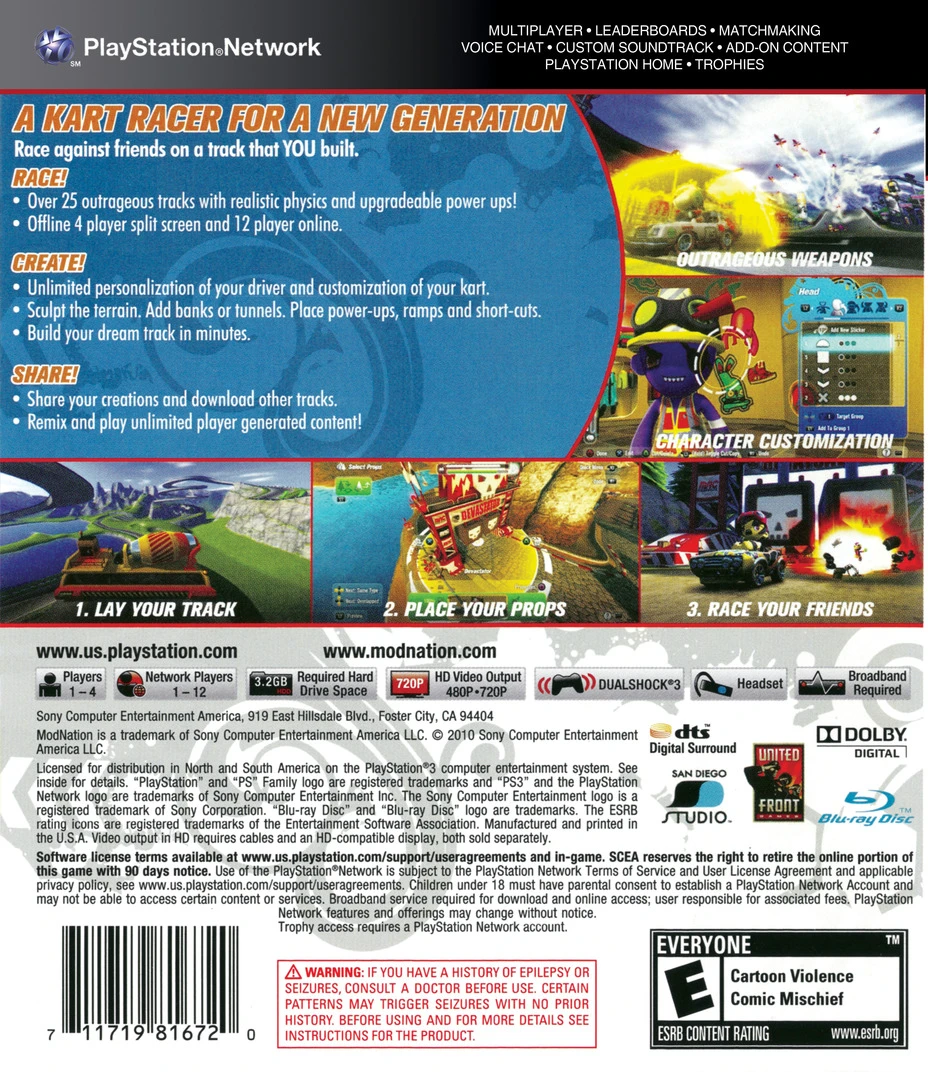 PlayStation®Network
SM
MULTIPLAYER • LEADERBOARDS • MATCHMAKING
VOICE CHAT • CUSTOM SOUNDTRACK • ADD-ON CONTENT
PLAYSTATION HOME • TROPHIES
A KART RACER FOR A NEW GENERATION
Race against friends on a track that YOU built.
RACE!
• Over 25 outrageous tracks with realistic physics and upgradeable power ups!
• Offline 4 player split screen and 12 player online.
CREATE!
• Unlimited personalization of your driver and customization of your kart.
• Sculpt the terrain. Add banks or tunnels. Place power-ups, ramps and short-cuts.
• Build your dream track in minutes.
SHARE!
• Share your creations and download other tracks.
• Remix and play unlimited player generated content!
OUTRAGEOUS WEAPONS
Head
Add New Sticker
Target Group
Add To Group 1
CHARACTER CUSTOMIZATION
1. LAY YOUR TRACK
Select Props
DEVASTATOR
Devastator
2. PLACE YOUR PROPS
3. RACE YOUR FRIENDS
www.us.playstation.com
www.modnation.com
Players
1 – 4
Network Players
1 – 12
3.2GB
HDD
Required Hard
Drive Space
720P
HD Video Output
480P•720P
DUALSHOCK®3
Headset
Broadband
Required
Sony Computer Entertainment America, 919 East Hillsdale Blvd., Foster City, CA 94404
ModNation is a trademark of Sony Computer Entertainment America LLC. © 2010 Sony Computer Entertainment
America LLC.
Licensed for distribution in North and South America on the PlayStation®3 computer entertainment system. See
inside for details. "PlayStation" and "PS" Family logo are registered trademarks and "PS3" and the PlayStation
Network logo are trademarks of Sony Computer Entertainment Inc. The Sony Computer Entertainment logo is a
registered trademark of Sony Corporation. "Blu-ray Disc" and "Blu-ray Disc" logo are trademarks. The ESRB
rating icons are registered trademarks of the Entertainment Software Association. Manufactured and printed in
the U.S.A. Video output in HD requires cables and an HD-compatible display, both sold separately.
dts™
Digital Surround
SAN DIEGO
STUDIO™
UNITED
FRONT
GAMES
DOLBY
DIGITAL
Blu-ray Disc™
Software license terms available at www.us.playstation.com/support/useragreements and in-game. SCEA reserves the right to retire the online portion of
this game with 90 days notice. Use of the PlayStation®Network is subject to the PlayStation Network Terms of Service and User License Agreement and applicable
privacy policy, see www.us.playstation.com/support/useragreements. Children under 18 must have parental consent to establish a PlayStation Network Account and
may not be able to access certain content or services. Broadband service required for download and online access; user responsible for associated fees. PlayStation
Network features and offerings may change without notice.
Trophy access requires a PlayStation Network account.
7 11719 81672 0
WARNING: IF YOU HAVE A HISTORY OF EPILEPSY OR
SEIZURES, CONSULT A DOCTOR BEFORE USE. CERTAIN
PATTERNS MAY TRIGGER SEIZURES WITH NO PRIOR
HISTORY. BEFORE USING AND FOR MORE DETAILS SEE
INSTRUCTIONS FOR THE PRODUCT.
EVERYONE
™
E
Cartoon Violence
Comic Mischief
ESRB CONTENT RATING
www.esrb.org